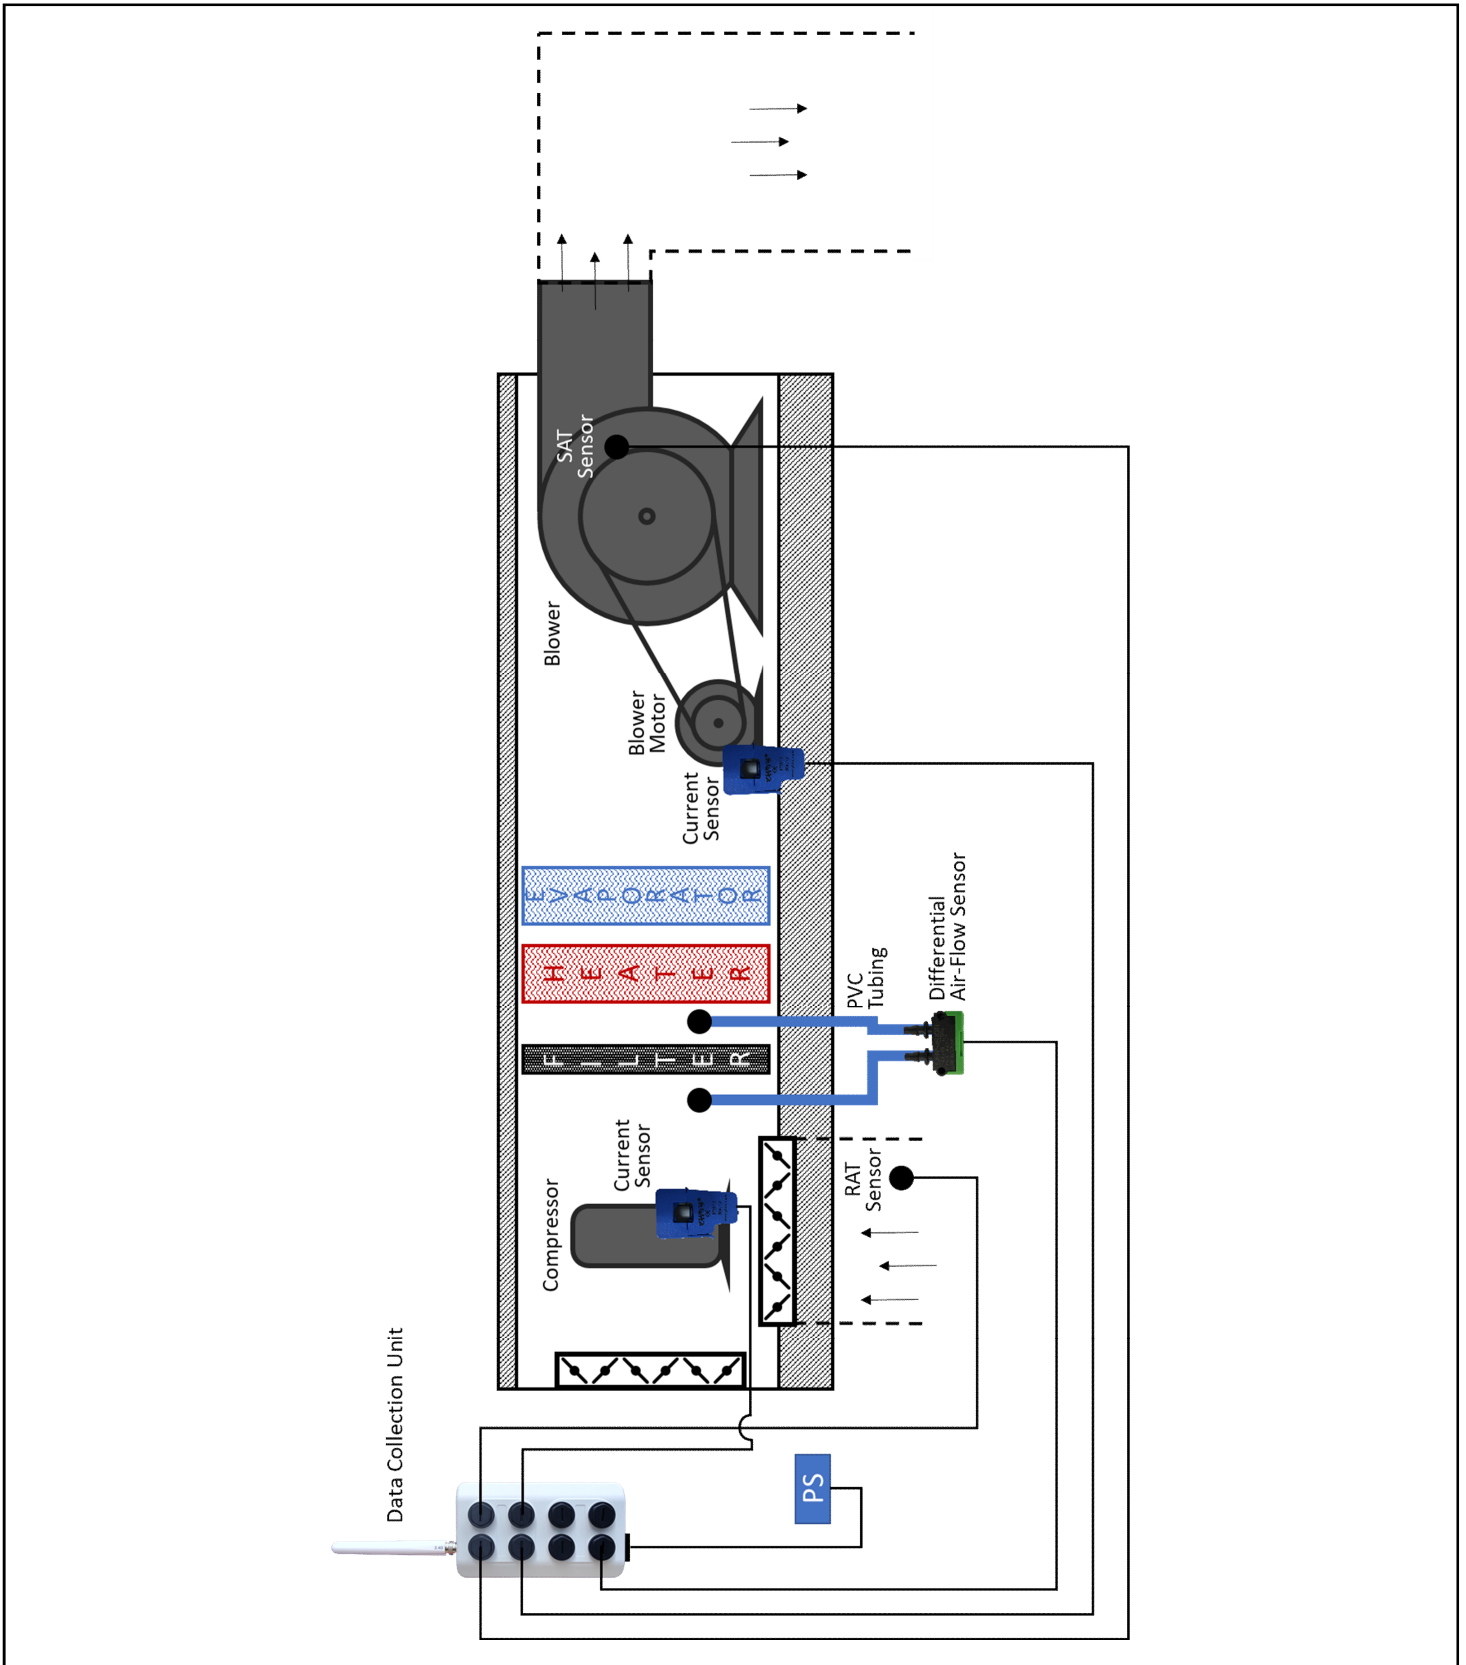 Data Collection Unit
PS
Compressor
Current
Sensor
RAT
Sensor
FILTER
HEATER
EVAPORATOR
PVC
Tubing
Differential
Air-Flow Sensor
Current
Sensor
Blower
Motor
Blower
SAT
Sensor